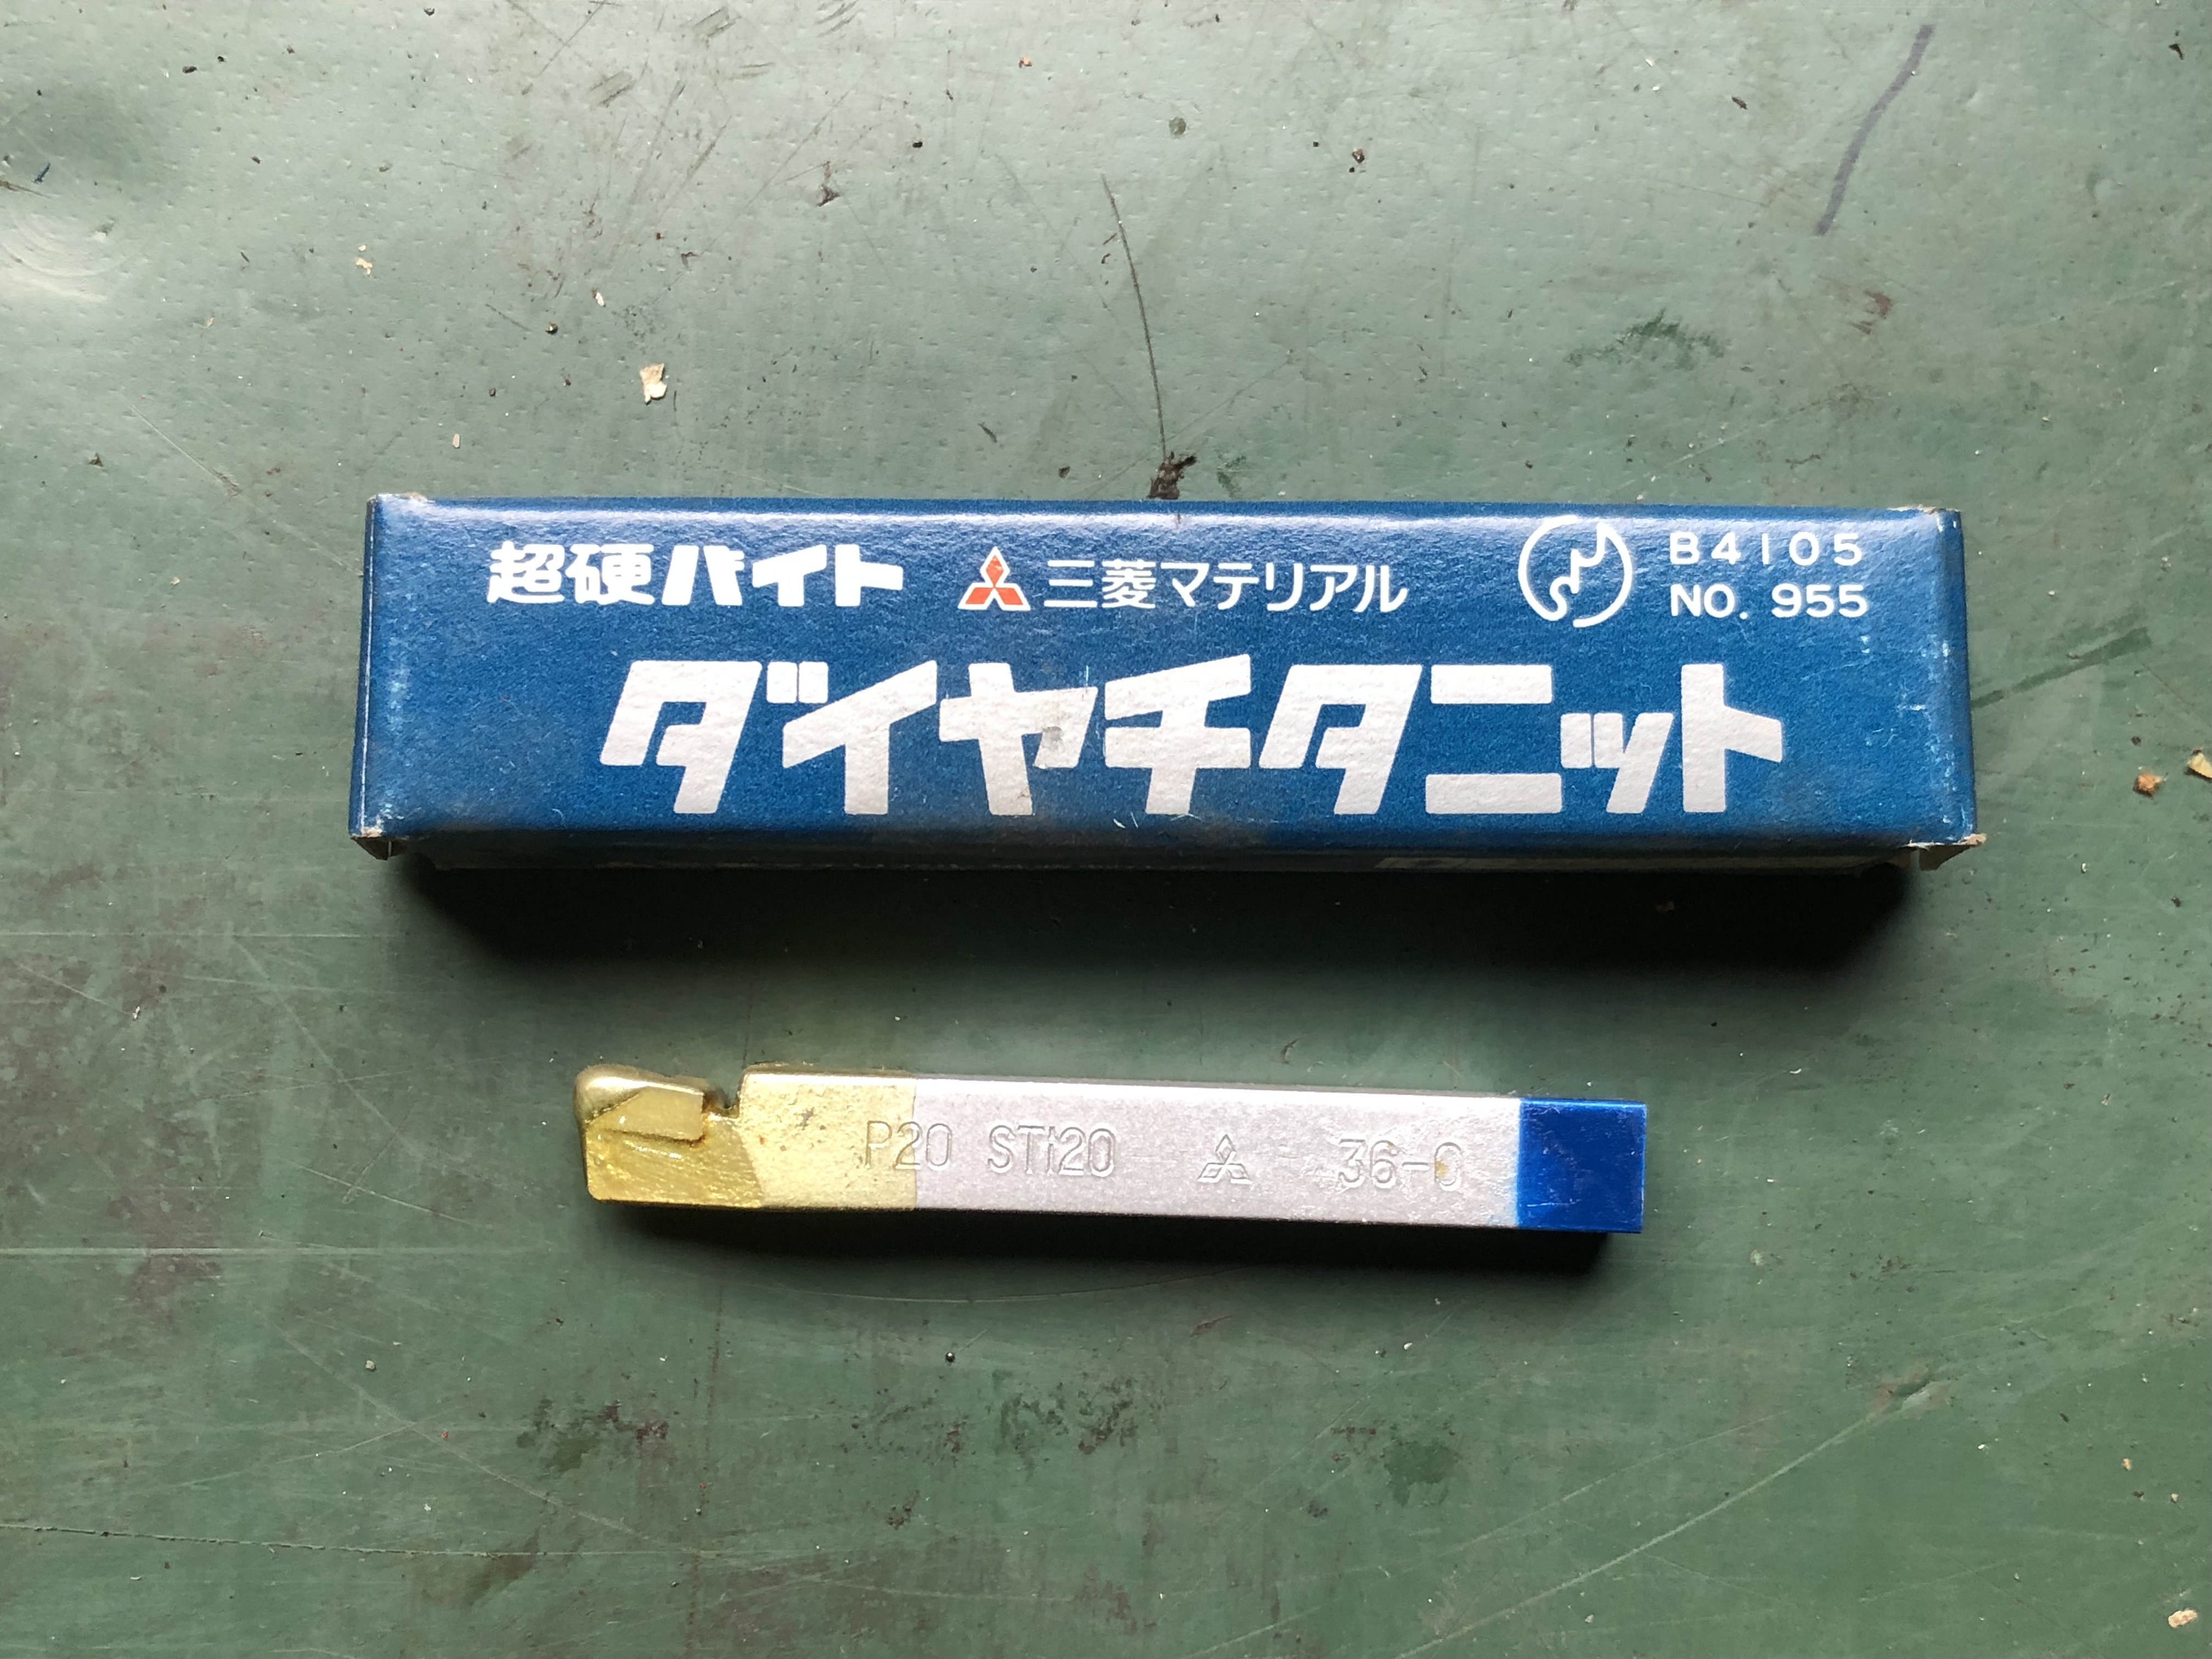 超硬バイト 三菱マテリアル B4105
NO. 955
ダイヤチタニット
P20 STi20 36-0